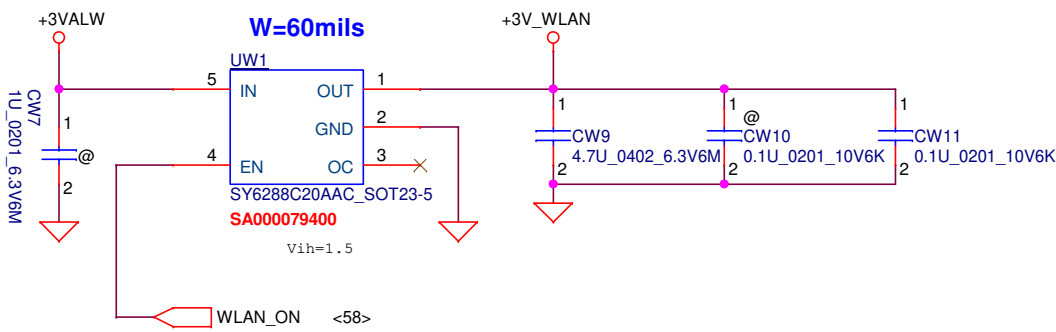 +3VALW
W=60mils
+3V_WLAN
UW1
5
IN
OUT
1
CW7
1U_0201_6.3V6M
1
@
2
GND
2
4
EN
OC
3
SY6288C20AAC_SOT23-5
SA000079400
Vih=1.5
1
CW9
4.7U_0402_6.3V6M
2
1
@
CW10
0.1U_0201_10V6K
2
1
CW11
0.1U_0201_10V6K
2
WLAN_ON <58>